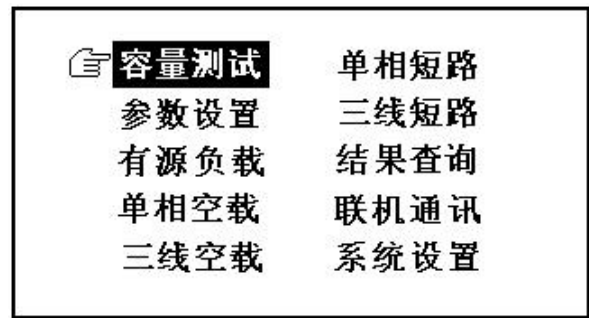 容量测试 单相短路
参数设置 三线短路
有源负载 结果查询
单相空载 联机通讯
三线空载 系统设置